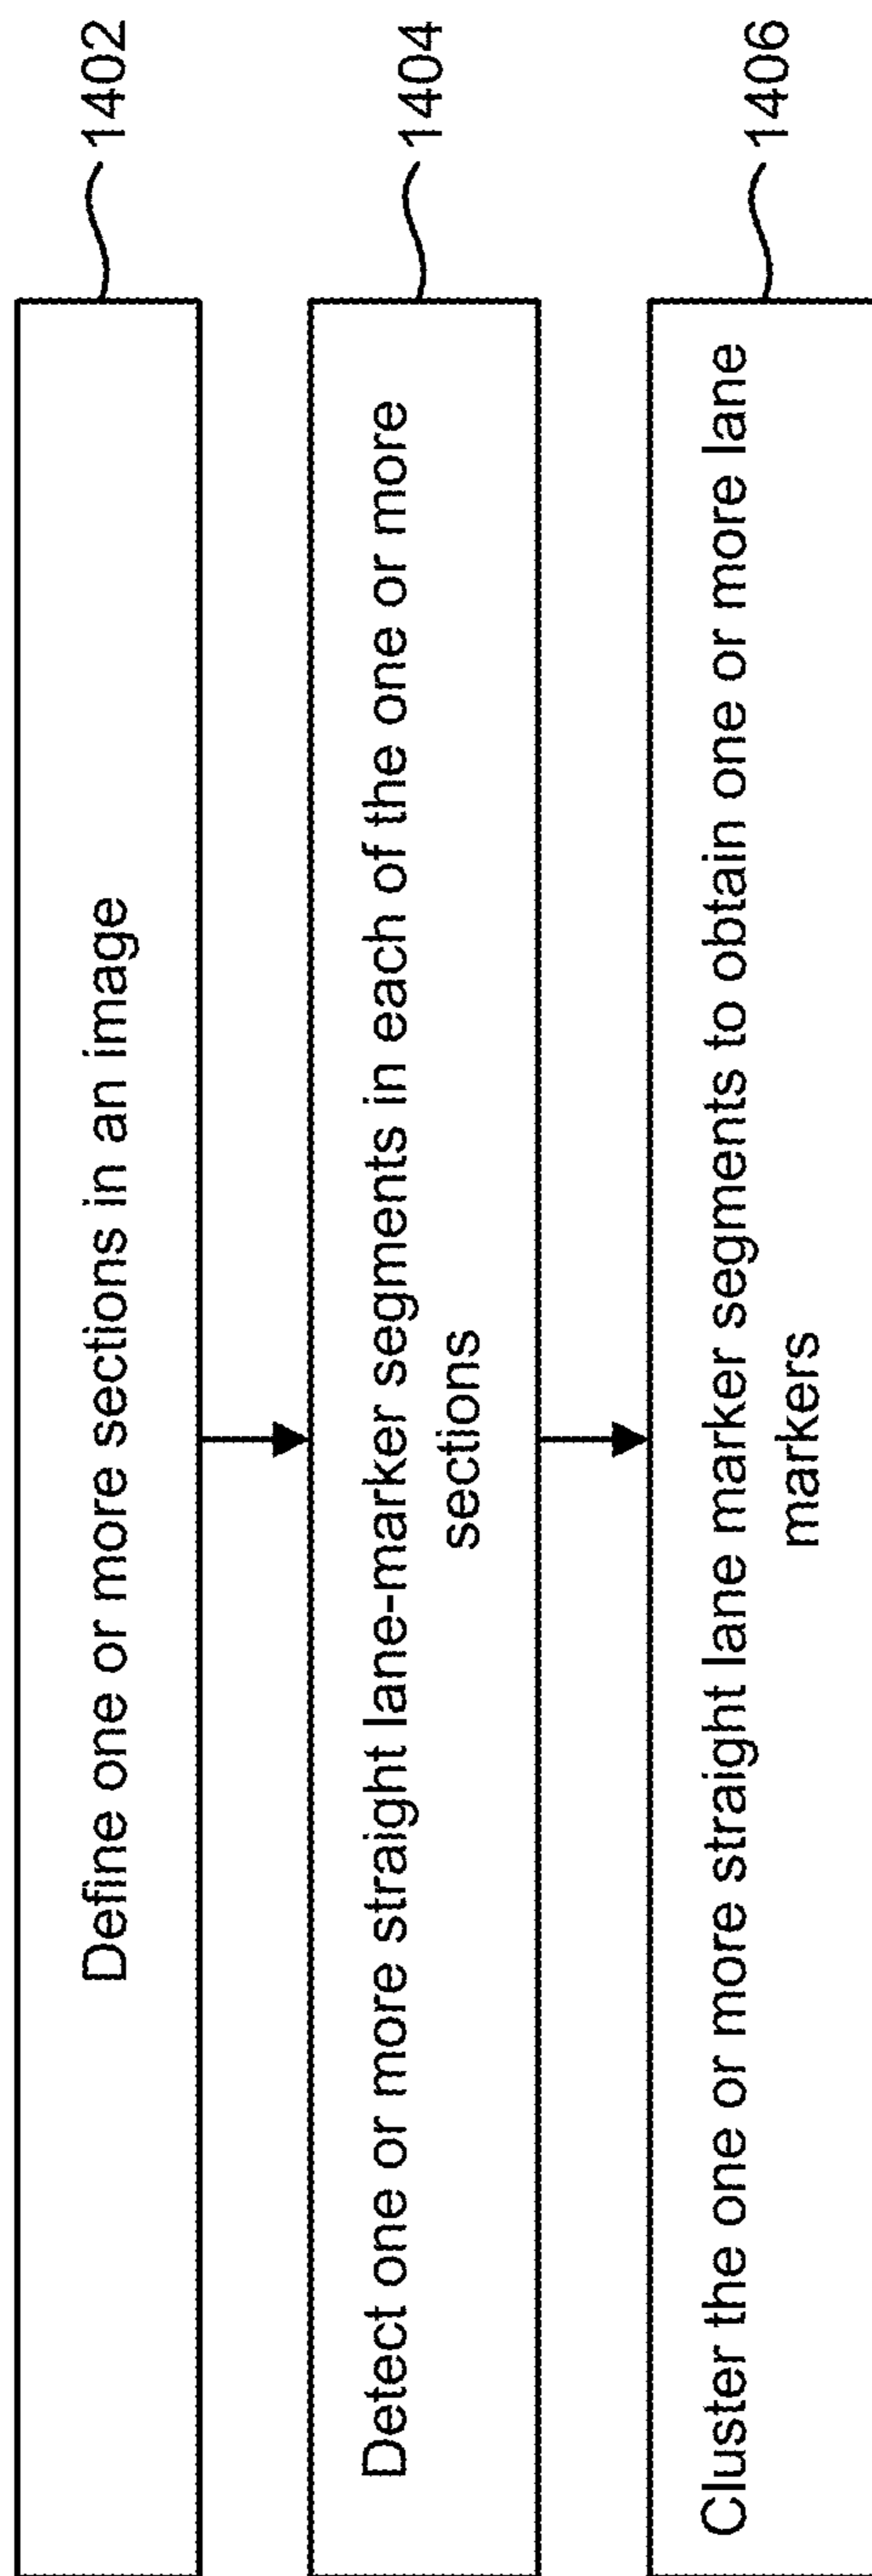 Define one or more sections in an image
1402
Detect one or more straight lane-marker segments in each of the one or more
sections
1404
Cluster the one or more straight lane marker segments to obtain one or more lane
markers
1406